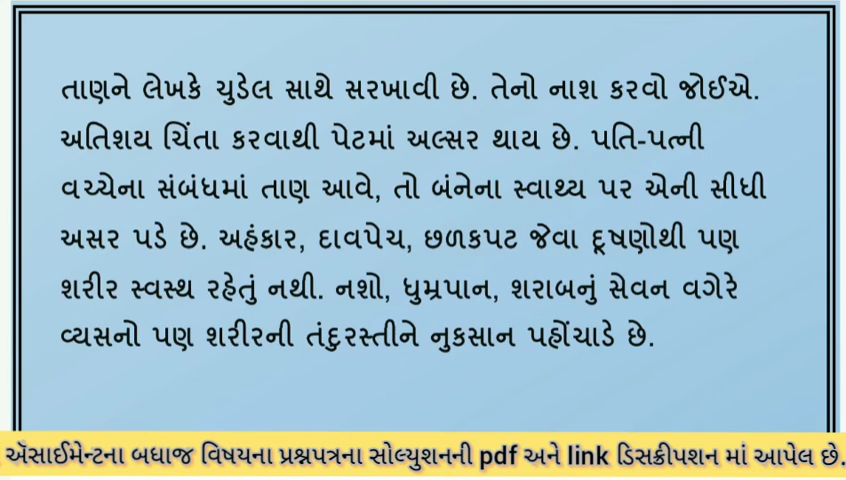 તાણને લેખકે ચુડેલ સાથે સરખાવી છે. તેનો નાશ કરવો જોઈએ.
અતિશય ચિંતા કરવાથી પેટમાં અલ્સર થાય છે. પતિ-પત્ની
વચ્ચેના સંબંધમાં તાણ આવે, તો બંનેના સ્વાથ્ય પર એની સીધી
અસર પડે છે. અહંકાર, દાવપેચ, છળકપટ જેવા દૂષણોથી પણ
શરીર સ્વસ્થ રહેતું નથી. નશો, ધુમ્રપાન, શરાબનું સેવન વગેરે
વ્યસનો પણ શરીરની તંદુરસ્તીને નુકસાન પહોંચાડે છે.
ઍસાઈમેન્ટના બધાજ વિષયના પ્રશ્નપત્રના સોલ્યુશનની pdf અને link ડિસક્રીપશન માં આપેલ છે.